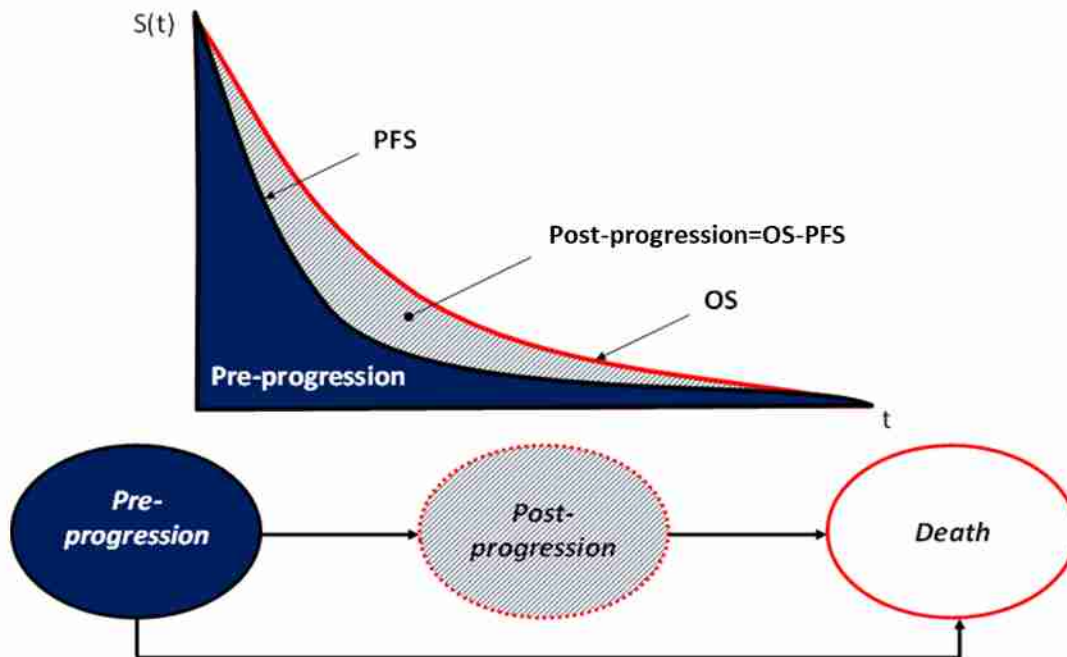 S(t)
PFS
Post-progression=OS-PFS
OS
Pre-progression
t
Pre-
progression
Post-
progression
Death